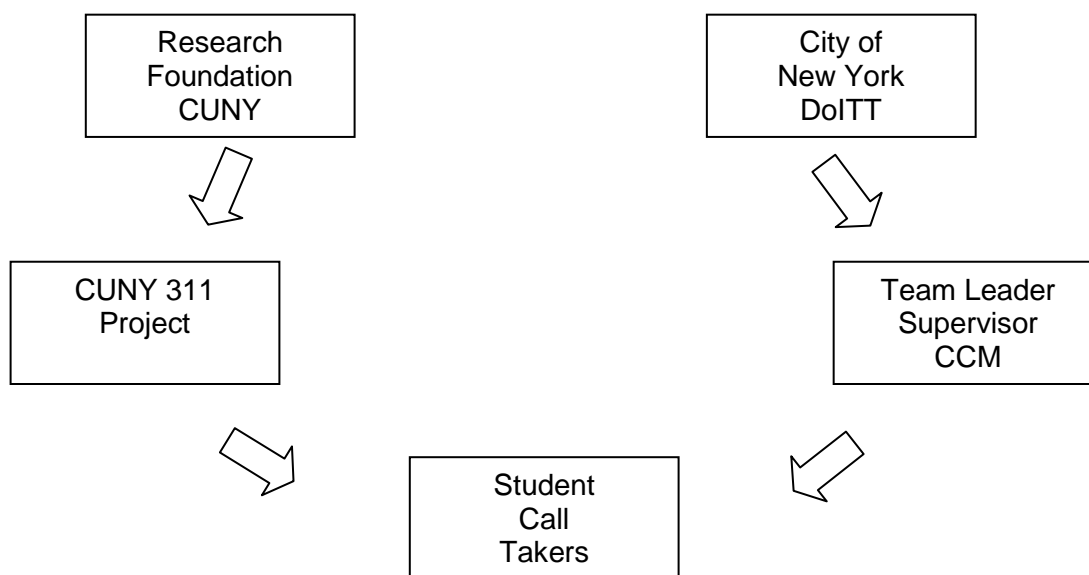 Research
Foundation
CUNY
City of
New York
DoITT
CUNY 311
Project
Team Leader
Supervisor
CCM
Student
Call
Takers